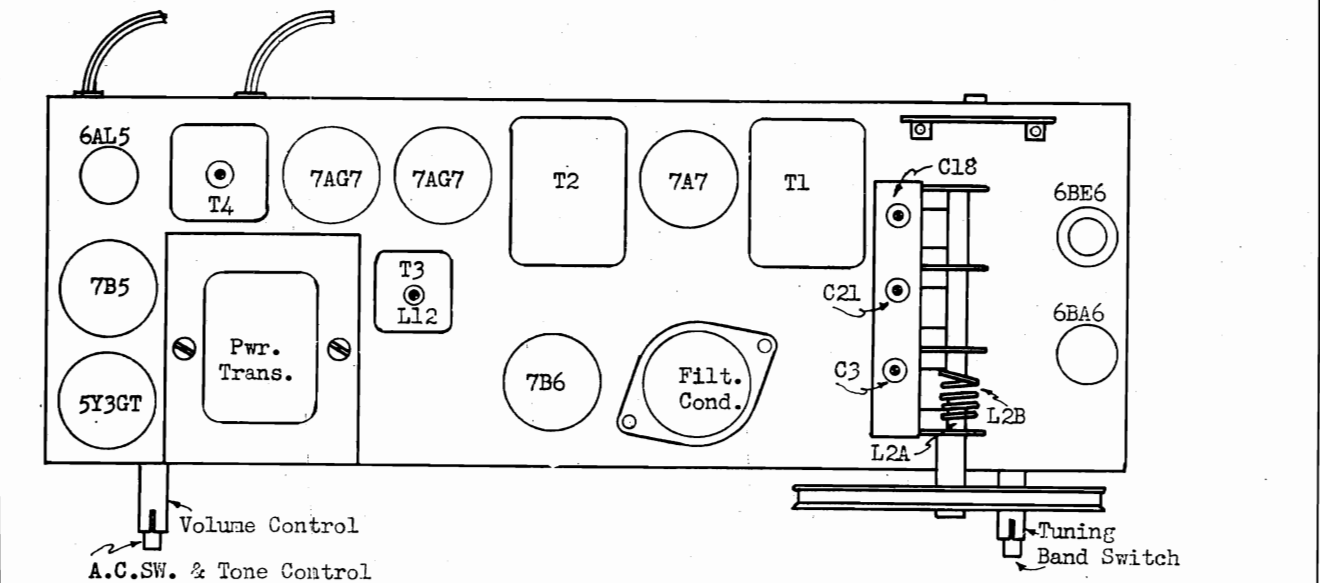 6AL5
T4
7AG7
7AG7
T2
7A7
T1
C18
6BE6
7B5
T3
L12
C21
6BA6
Pwr.
Trans.
5Y3GT
7B6
Filt.
Cond.
C3
L2B
L2A
Volume Control
A.C.SW. & Tone Control
Tuning
Band Switch